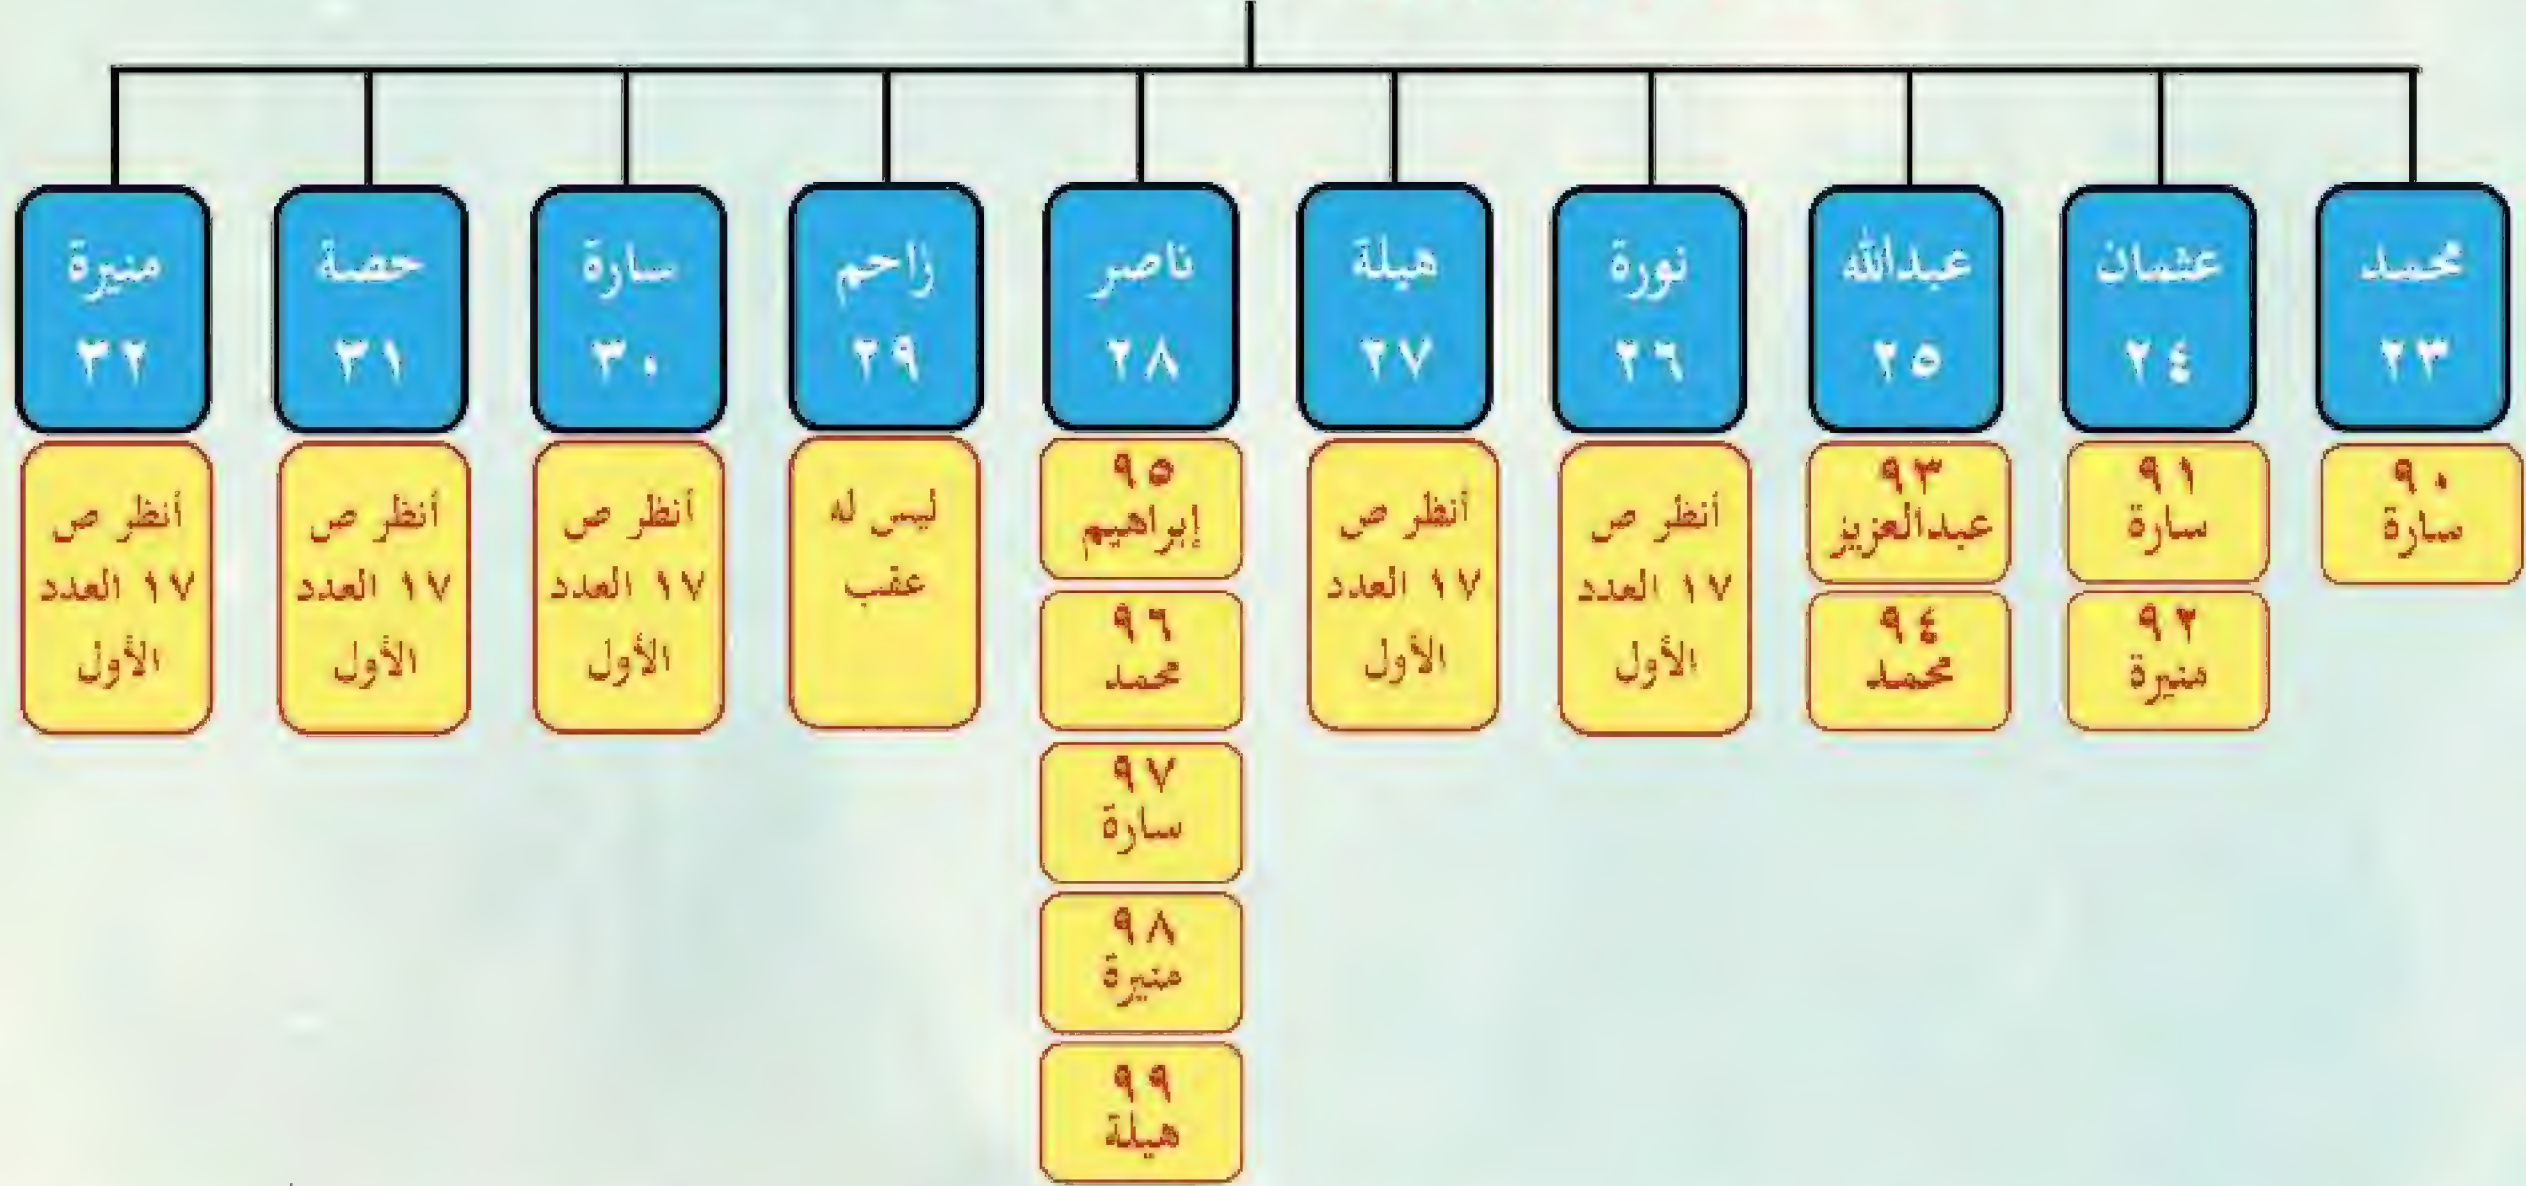 محمد
٢٣
عثمان
٢٤
عبدالله
٢٥
نورة
٢٦
هيلة
٢٧
ناصر
٢٨
زاحم
٢٩
سارة
٣٠
حصة
٣١
منيرة
٣٢
٩٠
سارة
٩١
سارة
٩٢
منيرة
٩٣
عبدالعزيز
٩٤
محمد
أنظر ص
١٧ العدد
الأول
أنظر ص
١٧ العدد
الأول
٩٥
إبراهيم
٩٦
محمد
٩٧
سارة
٩٨
منيرة
٩٩
هيلة
ليس له
عقب
أنظر ص
١٧ العدد
الأول
أنظر ص
١٧ العدد
الأول
أنظر ص
١٧ العدد
الأول